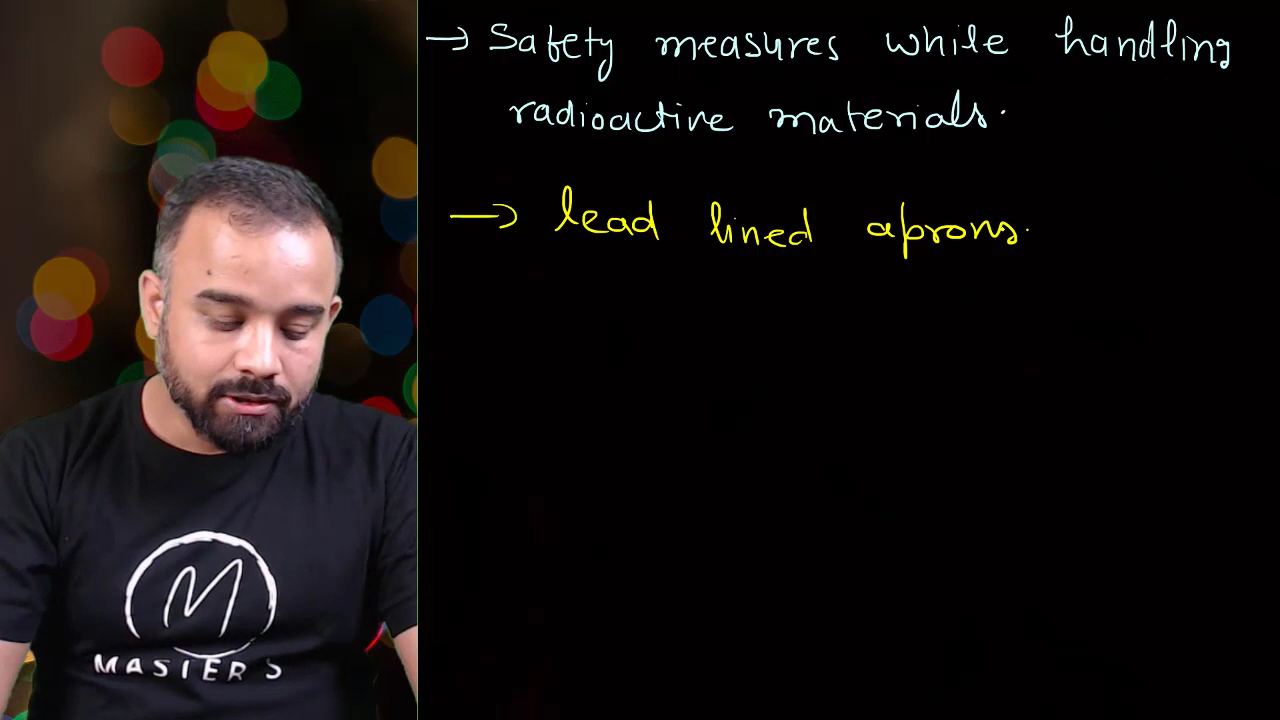 → Safety measures while handling
radioactive materials.
→ lead lined aprons.
M
MASTERS